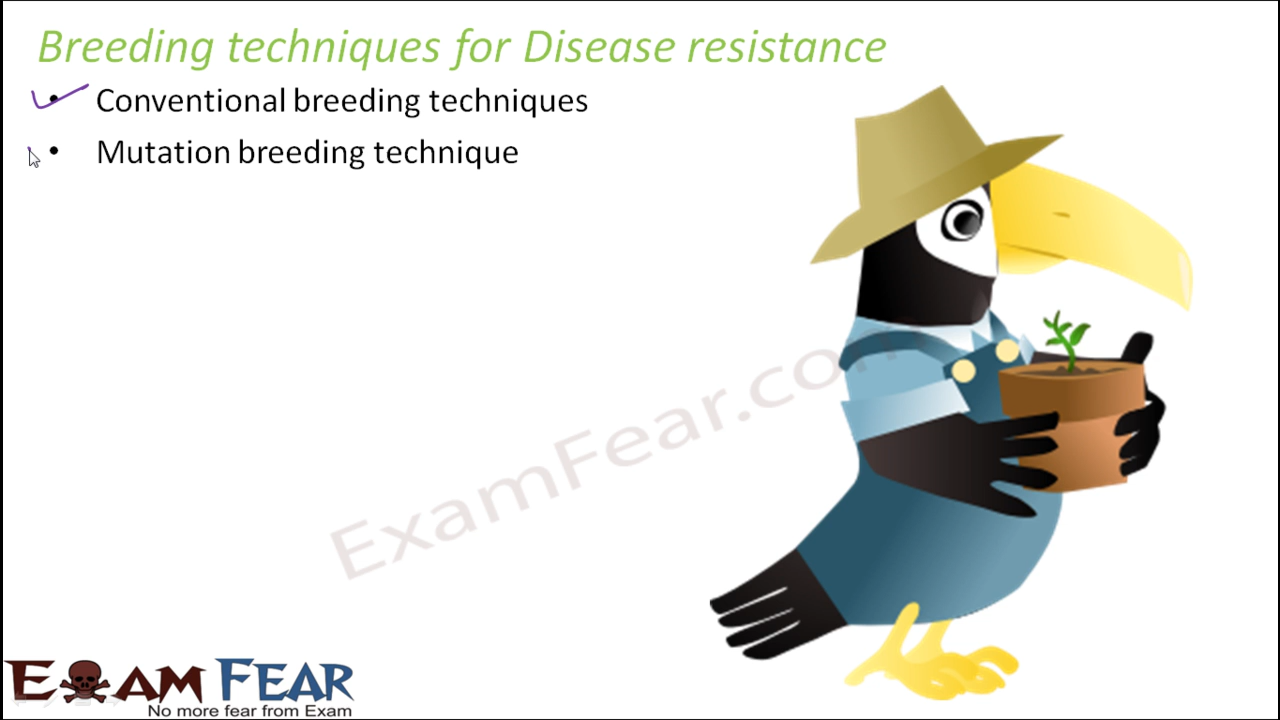 Breeding techniques for Disease resistance
• Conventional breeding techniques
• Mutation breeding technique
ExamFear.com
EXAM FEAR
No more fear from Exam